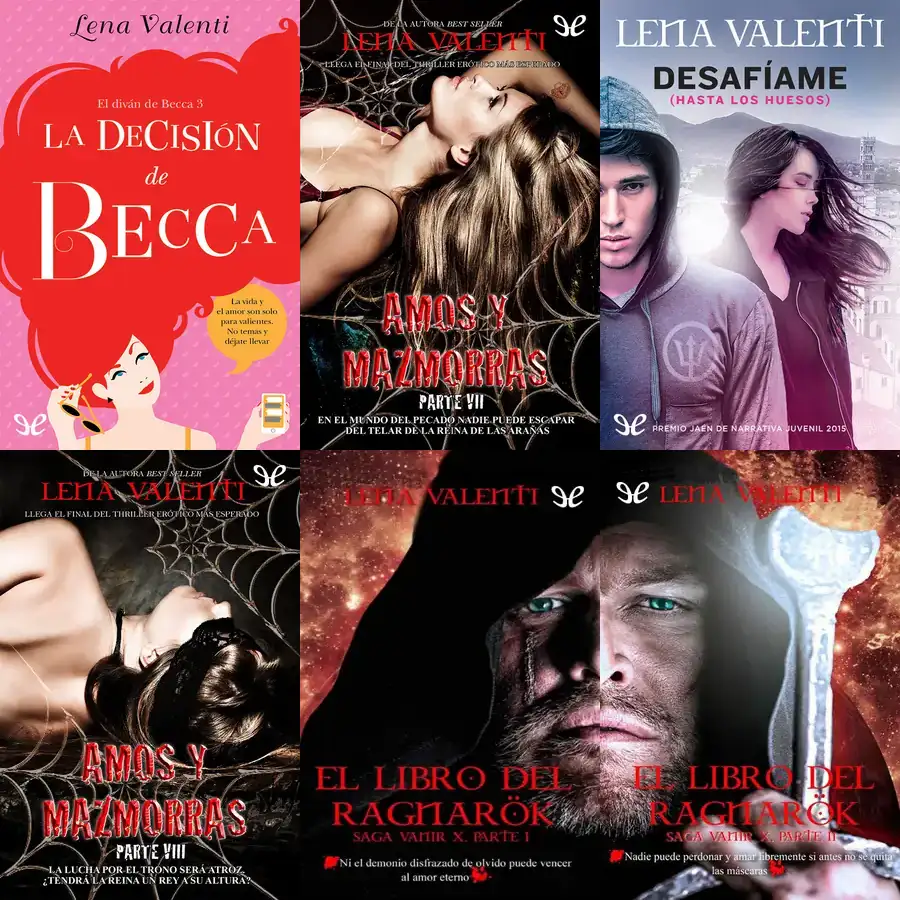 Lena Valenti
El diván de Becca 3
LA DECISIÓN
de
BECCA
La vida y
el amor son solo
para valientes.
No temas y
déjate llevar
DE LA AUTORA BEST SELLER
LENA VALENTI
LLEGA EL FINAL DEL THRILLER ERÓTICO MÁS ESPERADO
AMOS Y
MAZMORRAS
PARTE VII
EN EL MUNDO DEL PECADO NADIE PUEDE ESCAPAR
DEL TELAR DE LA REINA DE LAS ARAÑAS
LENA VALENTI
DESAFÍAME
(HASTA LOS HUESOS)
PREMIO JAÉN DE NARRATIVA JUVENIL 2015
DE LA AUTORA BEST SELLER
LENA VALENTI
LLEGA EL FINAL DEL THRILLER ERÓTICO MÁS ESPERADO
AMOS Y
MAZMORRAS
PARTE VIII
LA LUCHA POR EL TRONO SERÁ ATROZ.
¿TENDRÁ LA REINA UN REY A SU ALTURA?
LENA VALENTI
EL LIBRO DEL
RAGNARÖK
SAGA VANIR X. PARTE I
Ni el demonio disfrazado de olvido puede vencer
al amor eterno
LENA VALENTI
EL LIBRO DEL
RAGNARÖK
SAGA VANIR X. PARTE II
Nadie puede perdonar y amar libremente si antes no se quita
las máscaras